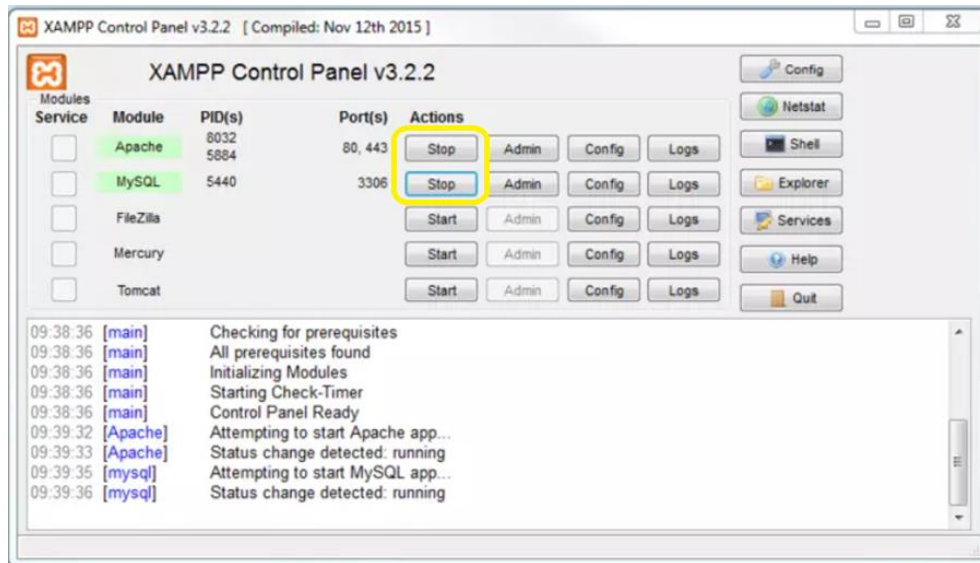 XAMPP Control Panel v3.2.2 [ Compiled: Nov 12th 2015 ]
XAMPP Control Panel v3.2.2
Config
Modules
Service Module PID(s) Port(s) Actions
Netstat
Apache 8032 5884 80, 443 Stop Admin Config Logs
Shell
MySQL 5440 3306 Stop Admin Config Logs
Explorer
FileZilla Start Admin Config Logs
Services
Mercury Start Admin Config Logs
Help
Tomcat Start Admin Config Logs
Quit
09:38:36 [main] Checking for prerequisites
09:38:36 [main] All prerequisites found
09:38:36 [main] Initializing Modules
09:38:36 [main] Starting Check-Timer
09:38:36 [main] Control Panel Ready
09:39:32 [Apache] Attempting to start Apache app...
09:39:33 [Apache] Status change detected: running
09:39:35 [mysql] Attempting to start MySQL app...
09:39:36 [mysql] Status change detected: running